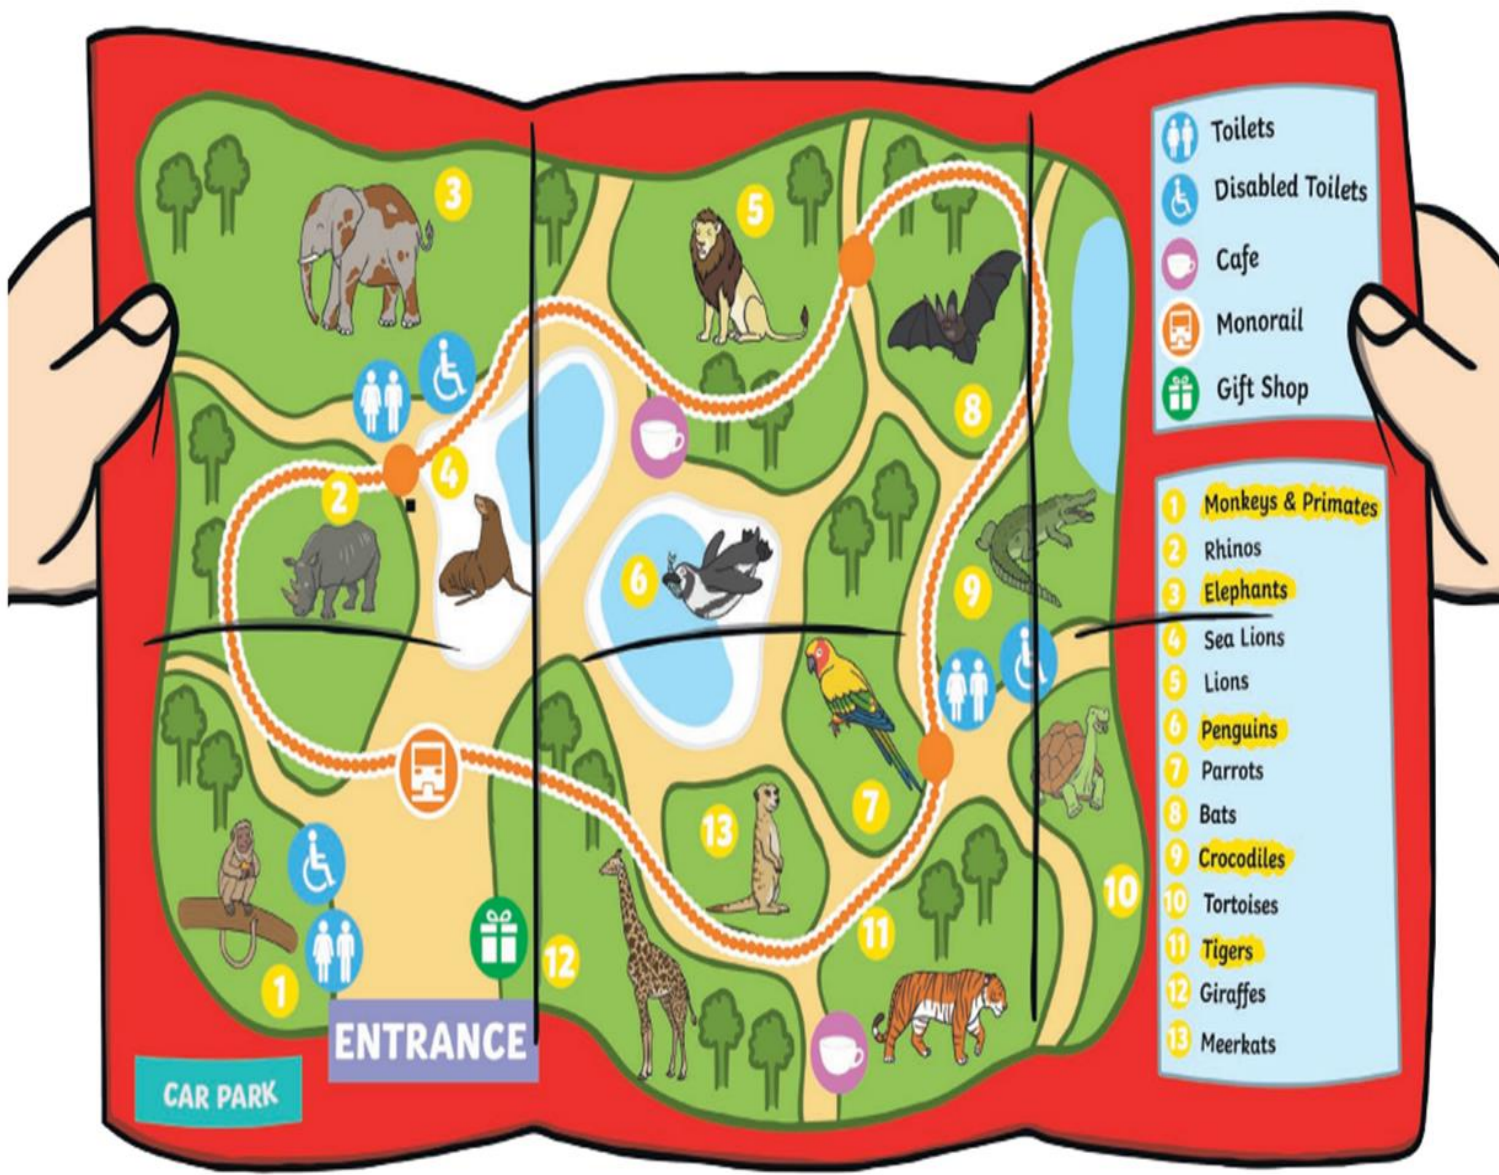 3
5
2
4
8
6
9
13
7
10
11
12
1
ENTRANCE
CAR PARK
Toilets
Disabled Toilets
Cafe
Monorail
Gift Shop
1 Monkeys & Primates
2 Rhinos
3 Elephants
4 Sea Lions
5 Lions
6 Penguins
7 Parrots
8 Bats
9 Crocodiles
10 Tortoises
11 Tigers
12 Giraffes
13 Meerkats